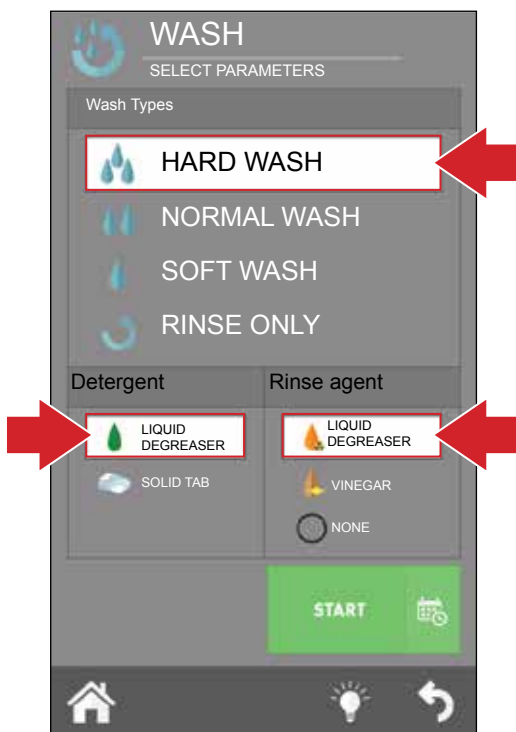 WASH
SELECT PARAMETERS
Wash Types
HARD WASH
NORMAL WASH
SOFT WASH
RINSE ONLY
Detergent
LIQUID
DEGREASER
SOLID TAB
Rinse agent
LIQUID
DEGREASER
VINEGAR
NONE
START